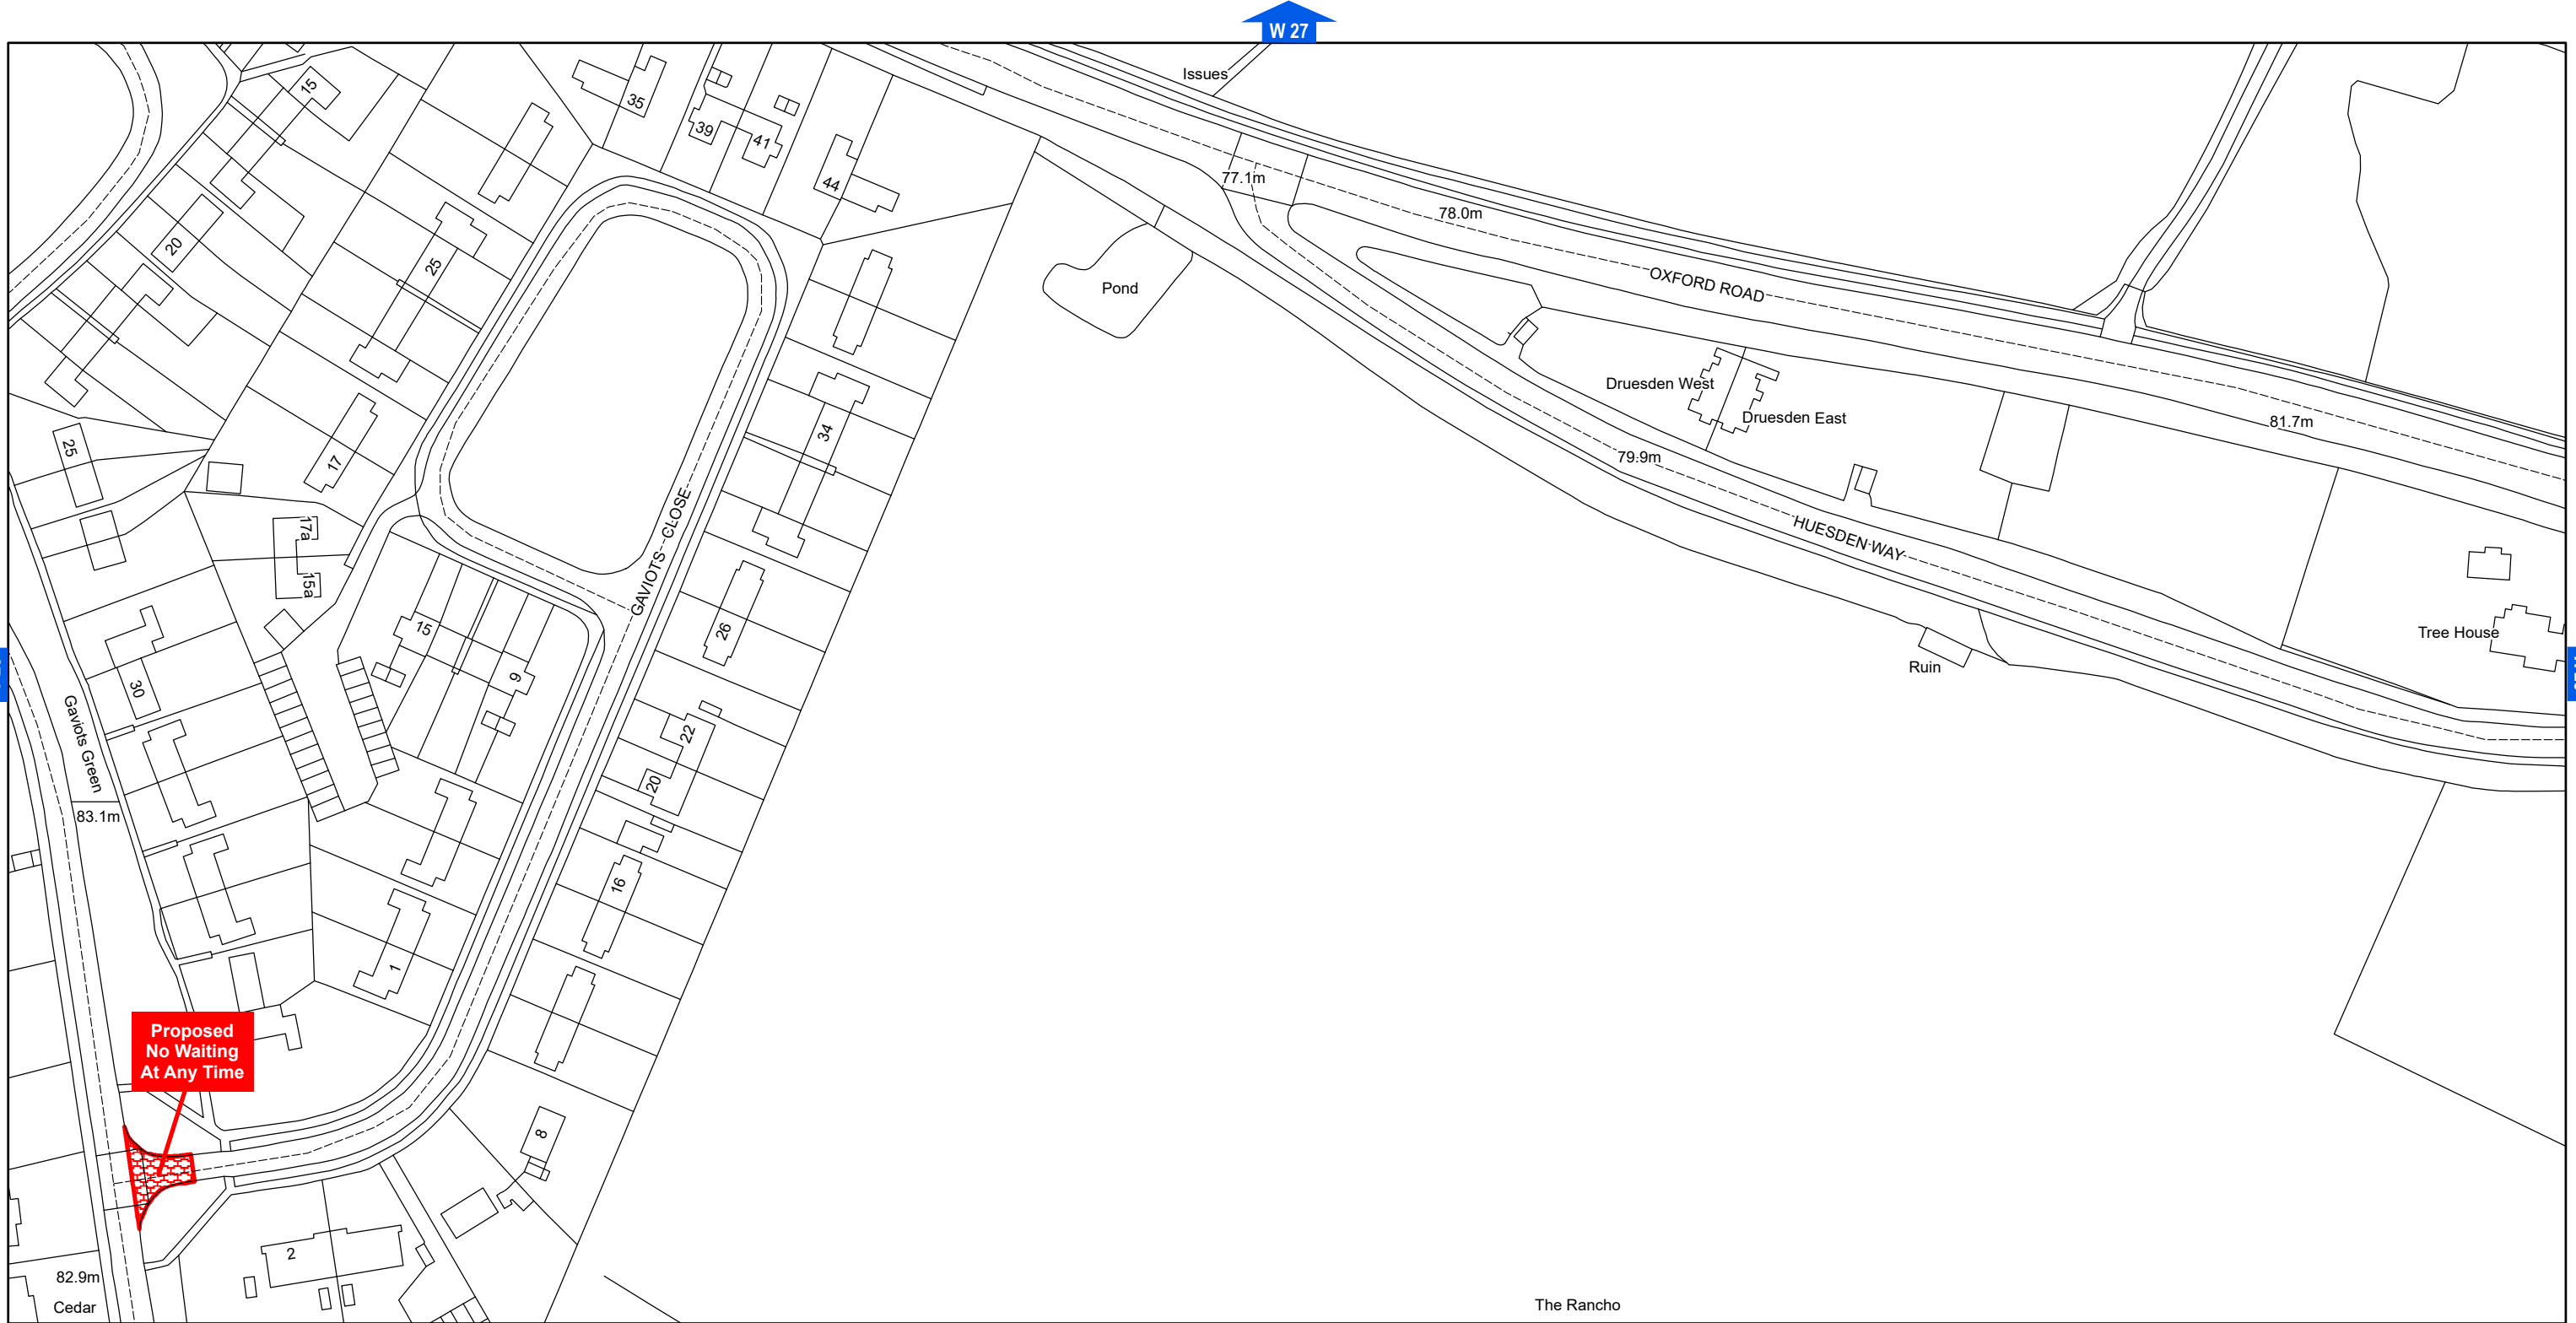 W 27
Issues
15
35
39
41
44
77.1m
78.0m
20
25
Pond
OXFORD ROAD
Druesden West
Druesden East
34
81.7m
25
17
79.9m
GAVIOTS CLOSE
HUESDEN WAY
17a
15a
15
26
9
Tree House
Ruin
30
Gaviots Green
22
20
83.1m
16
1
Proposed
No Waiting
At Any Time
8
2
82.9m
Cedar
The Rancho